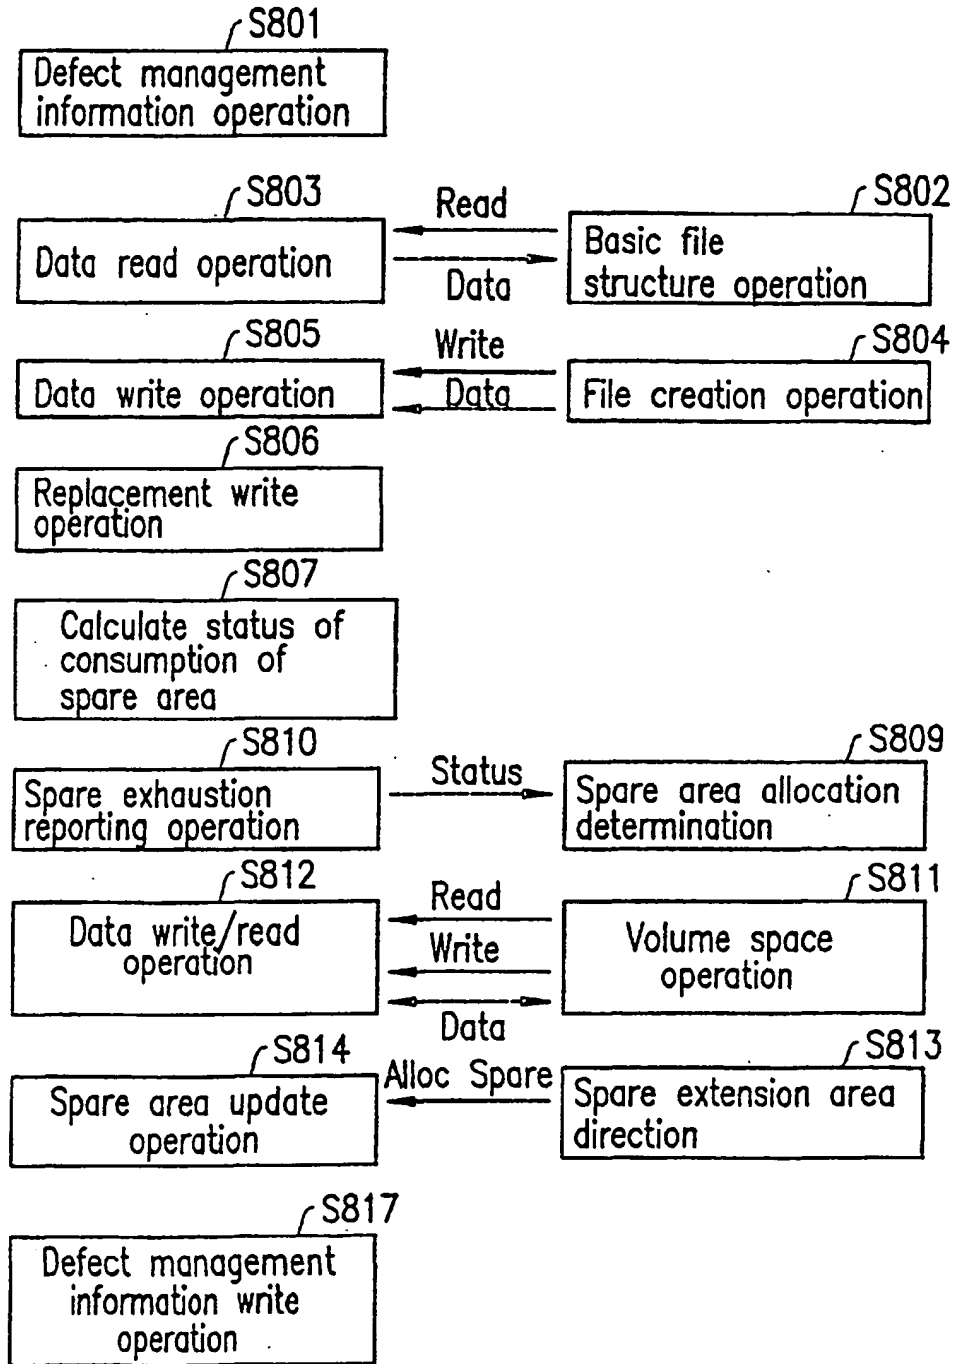 S801
Defect management
information operation
S803
Data read operation
Read
Data
S802
Basic file
structure operation
S805
Data write operation
Write
Data
S804
File creation operation
S806
Replacement write
operation
S807
Calculate status of
consumption of
spare area
S810
Spare exhaustion
reporting operation
Status
S809
Spare area allocation
determination
S812
Data write/read
operation
Read
Write
Data
S811
Volume space
operation
S814
Spare area update
operation
Alloc Spare
S813
Spare extension area
direction
S817
Defect management
information write
operation